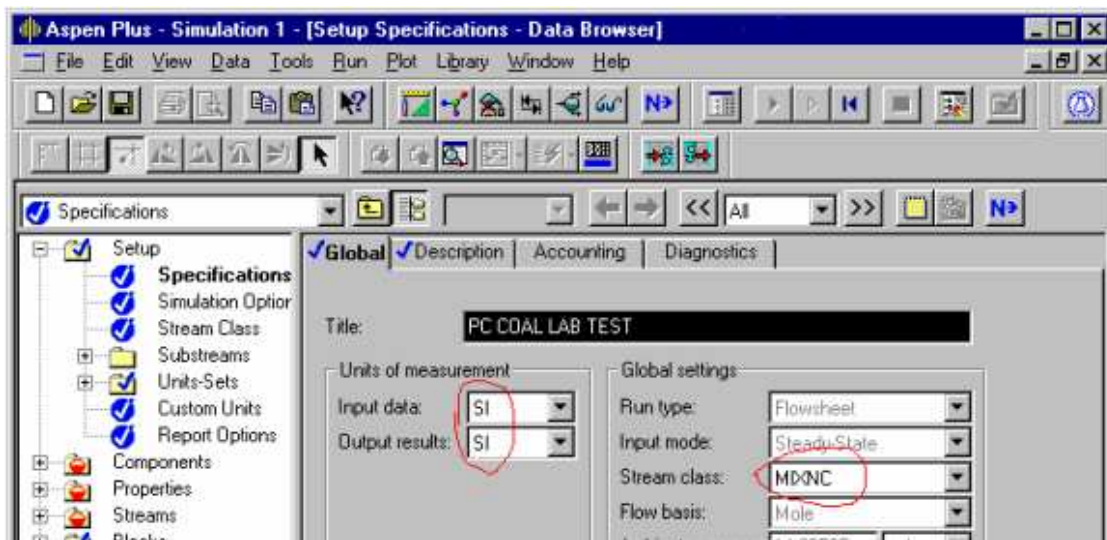 Aspen Plus - Simulation 1 - [Setup Specifications - Data Browser]
File Edit View Data Tools Run Plot Library Window Help
N>
Specifications
All
<< >> N>
Setup
Specifications
Simulation Option
Stream Class
Substreams
Units-Sets
Custom Units
Report Options
Components
Properties
Streams
Blocks
Global Description Accounting Diagnostics
Title: PC COAL LAB TEST
Units of measurement
Input data: SI
Output results: SI
Global settings
Run type: Flowsheet
Input mode: Steady-State
Stream class: MIXNC
Flow basis: Mole